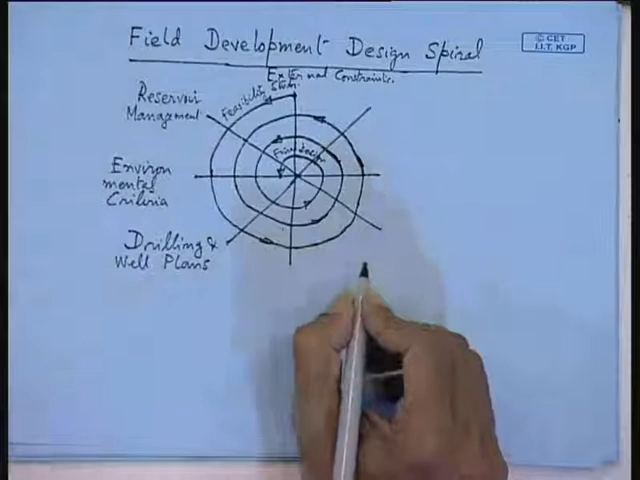 Field Development Design Spiral
© CET
I.I.T. KGP
External Constraints.
Feasibility Study
Reservoir
Management
Final design
Environ
mental
Criteria
Drilling &
Well Plans